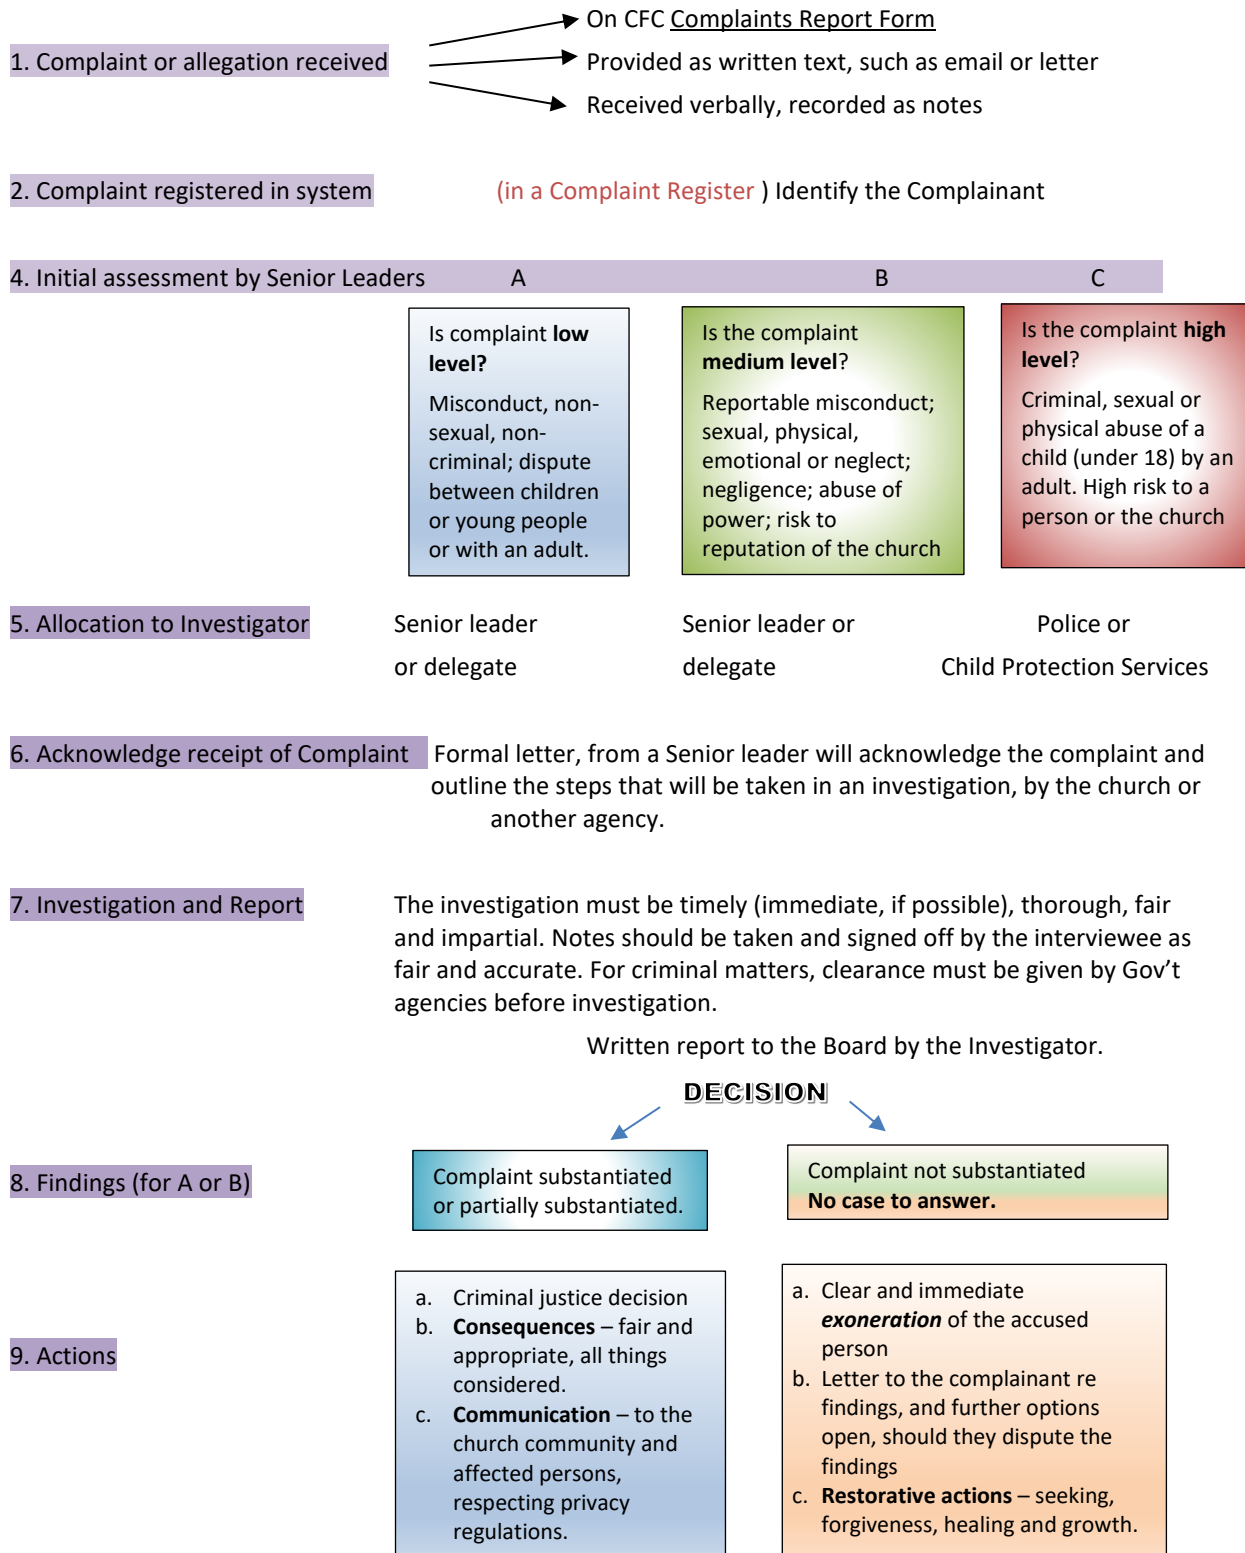 On CFC Complaints Report Form
1. Complaint or allegation received
Provided as written text, such as email or letter
Received verbally, recorded as notes
2. Complaint registered in system (in a Complaint Register ) Identify the Complainant
4. Initial assessment by Senior Leaders A B C
Is complaint low
level?
Misconduct, non-
sexual, non-
criminal; dispute
between children
or young people
or with an adult.
Is the complaint
medium level?
Reportable misconduct;
sexual, physical,
emotional or neglect;
negligence; abuse of
power; risk to
reputation of the church
Is the complaint high
level?
Criminal, sexual or
physical abuse of a
child (under 18) by an
adult. High risk to a
person or the church
5. Allocation to Investigator Senior leader Senior leader or Police or
or delegate delegate Child Protection Services
6. Acknowledge receipt of Complaint Formal letter, from a Senior leader will acknowledge the complaint and
outline the steps that will be taken in an investigation, by the church or
another agency.
7. Investigation and Report The investigation must be timely (immediate, if possible), thorough, fair
and impartial. Notes should be taken and signed off by the interviewee as
fair and accurate. For criminal matters, clearance must be given by Gov’t
agencies before investigation.
Written report to the Board by the Investigator.
DECISION
8. Findings (for A or B)
Complaint substantiated
or partially substantiated.
Complaint not substantiated
No case to answer.
9. Actions
a. Criminal justice decision
b. Consequences – fair and
appropriate, all things
considered.
c. Communication – to the
church community and
affected persons,
respecting privacy
regulations.
a. Clear and immediate
exoneration of the accused
person
b. Letter to the complainant re
findings, and further options
open, should they dispute the
findings
c. Restorative actions – seeking,
forgiveness, healing and growth.